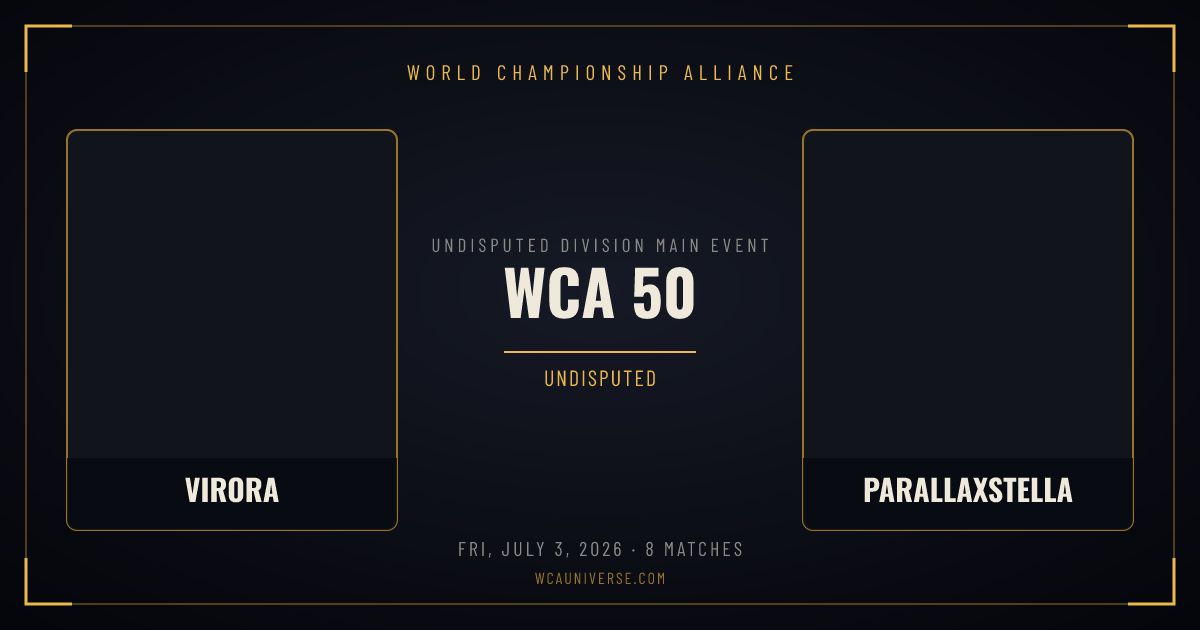 WORLD CHAMPIONSHIP ALLIANCE
UNDISPUTED DIVISION MAIN EVENT
WCA 50
UNDISPUTED
VIRORA
PARALLAXSTELLA
FRI, JULY 3, 2026 · 8 MATCHES
WCAUNIVERSE.COM